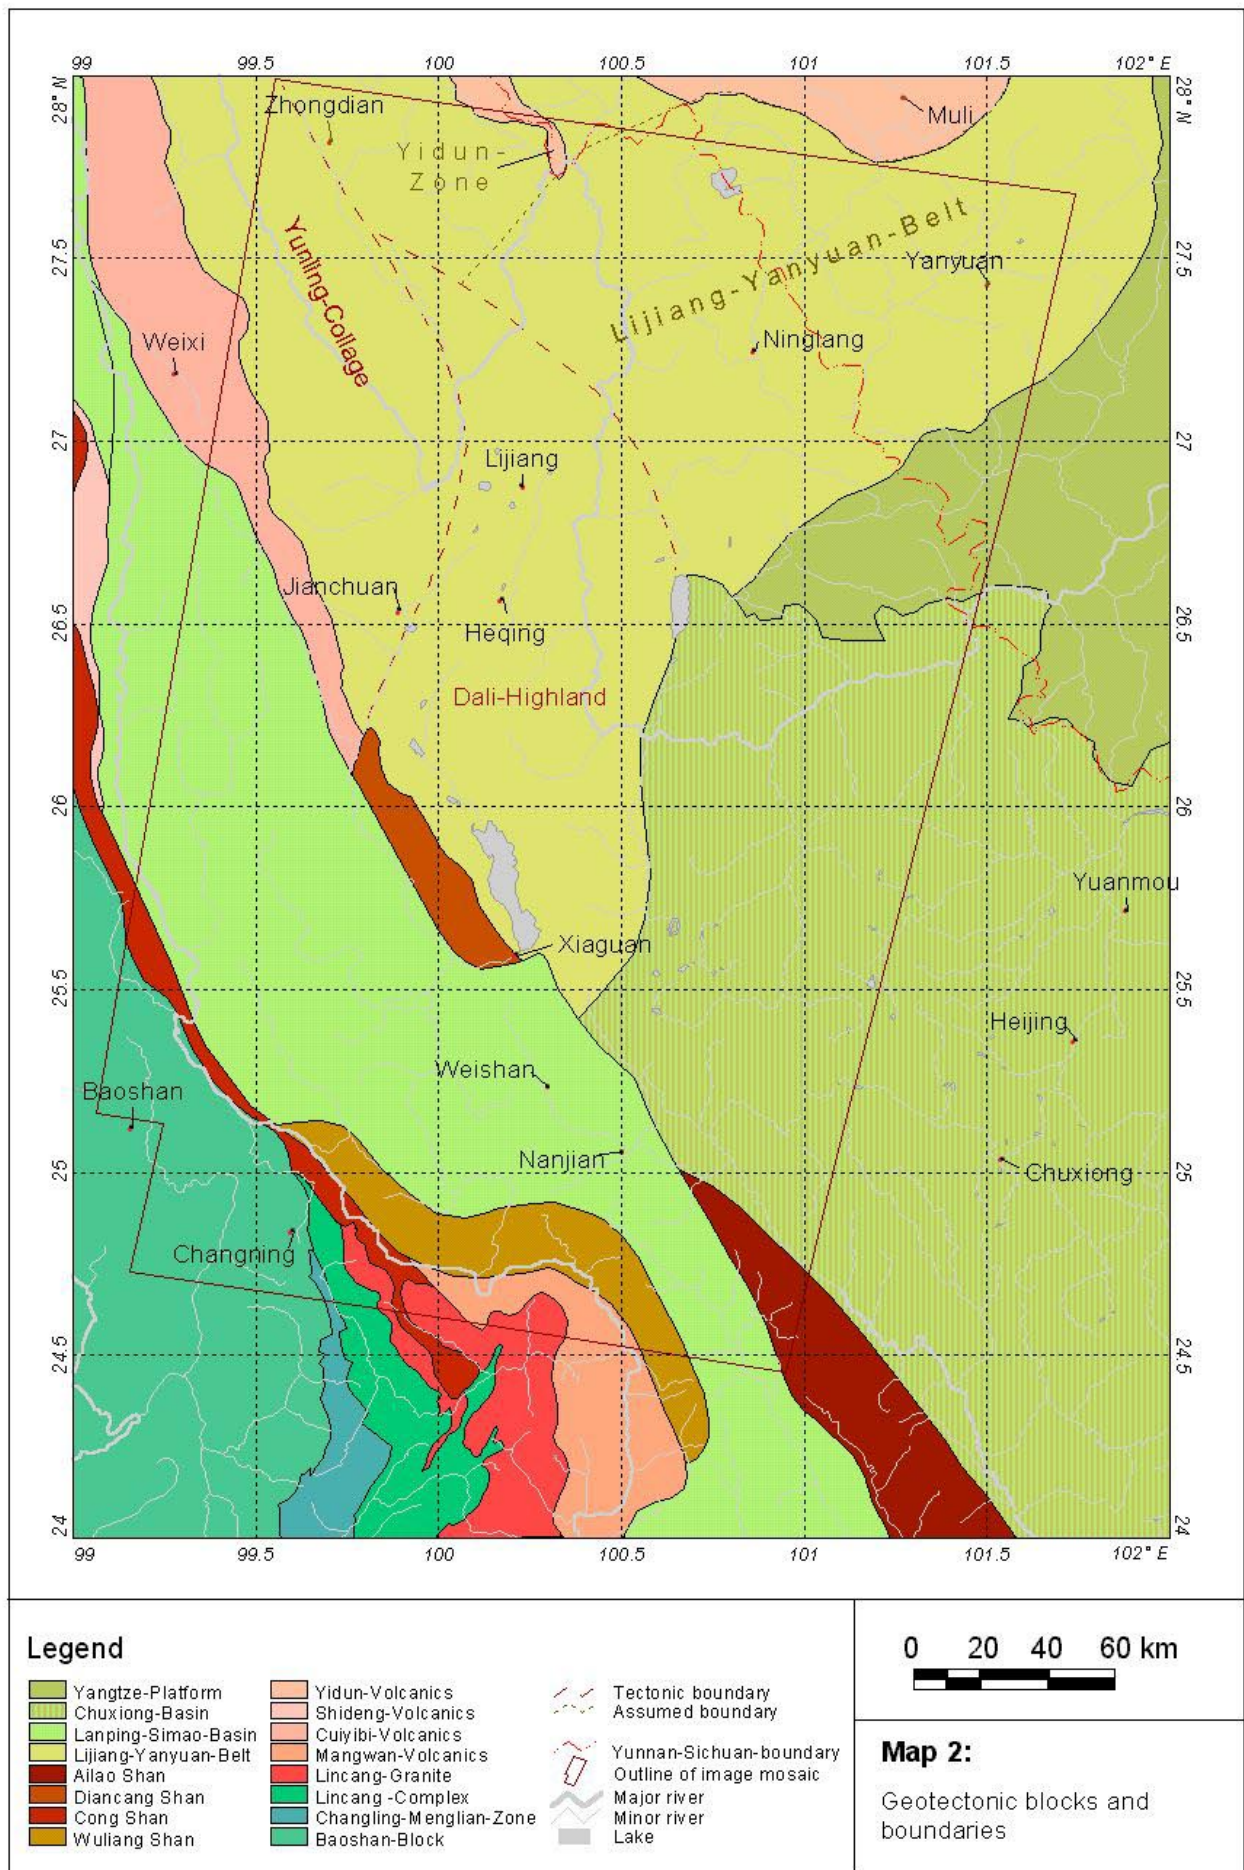 99 99.5 100 100.5 101 101.5 102° E
28° N
28° N
Zhongdian
Muli
Yidun-
Zone
Lijiang-Yanyuan-Belt
Yunling-Collage
27.5
27.5
Yanyuan
Weixi
Ninglang
27
27
Lijiang
Jianchuan
Heqing
26.5
26.5
Dali-Highland
26
26
Yuanmou
Xiaguan
25.5
25.5
Heijing
Weishan
Baoshan
Nanjian
25
25
Chuxiong
Changning
24.5
24.5
24
24
99 99.5 100 100.5 101 101.5 102° E
Legend
Yangtze-Platform
Chuxiong-Basin
Lanping-Simao-Basin
Lijiang-Yanyuan-Belt
Ailao Shan
Diancang Shan
Cong Shan
Wuliang Shan
Yidun-Volcanics
Shideng-Volcanics
Cuiyibi-Volcanics
Mangwan-Volcanics
Lincang-Granite
Lincang -Complex
Changling-Menglian-Zone
Baoshan-Block
Tectonic boundary
Assumed boundary
Yunnan-Sichuan-boundary
Outline of image mosaic
Major river
Minor river
Lake
0 20 40 60 km
Map 2:
Geotectonic blocks and
boundaries